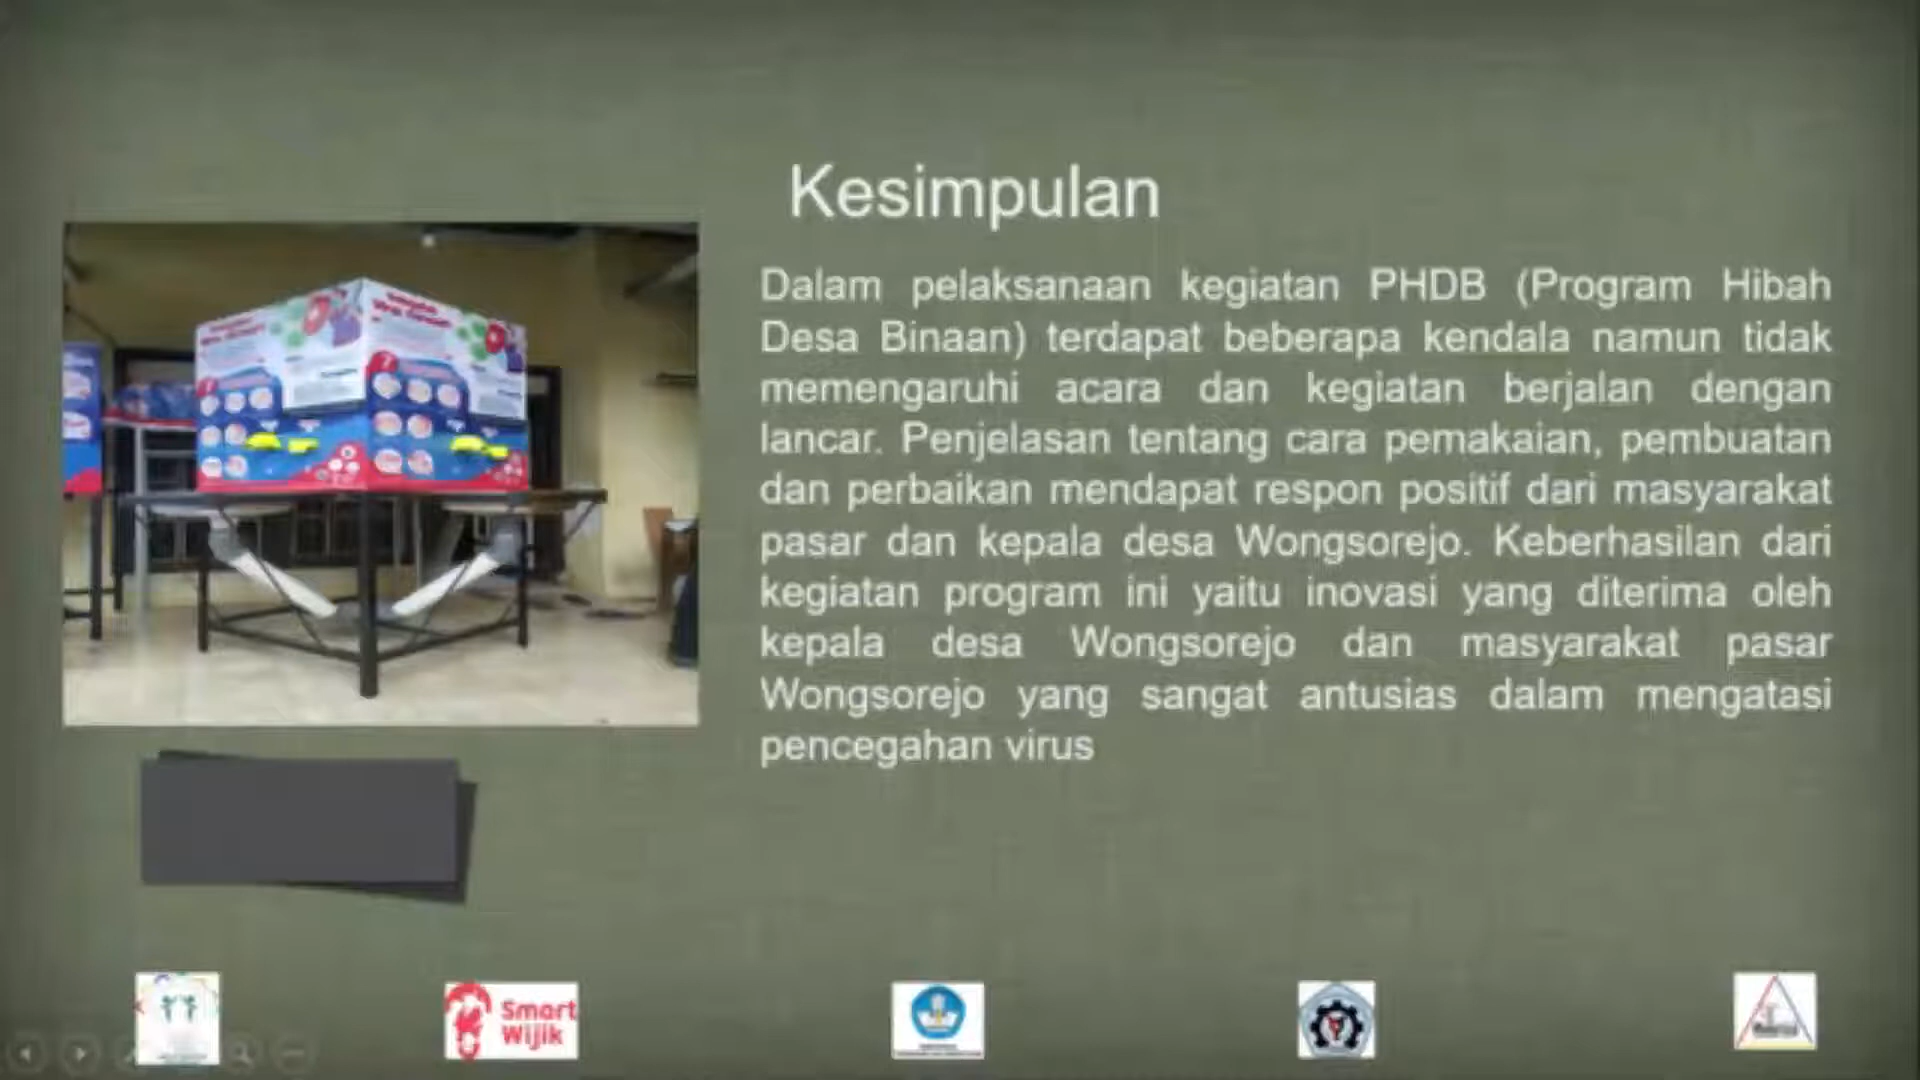 Kesimpulan
Dalam pelaksanaan kegiatan PHDB (Program Hibah
Desa Binaan) terdapat beberapa kendala namun tidak
memengaruhi acara dan kegiatan berjalan dengan
lancar. Penjelasan tentang cara pemakaian, pembuatan
dan perbaikan mendapat respon positif dari masyarakat
pasar dan kepala desa Wongsorejo. Keberhasilan dari
kegiatan program ini yaitu inovasi yang diterima oleh
kepala desa Wongsorejo dan masyarakat pasar
Wongsorejo yang sangat antusias dalam mengatasi
pencegahan virus
Smart
Wijik